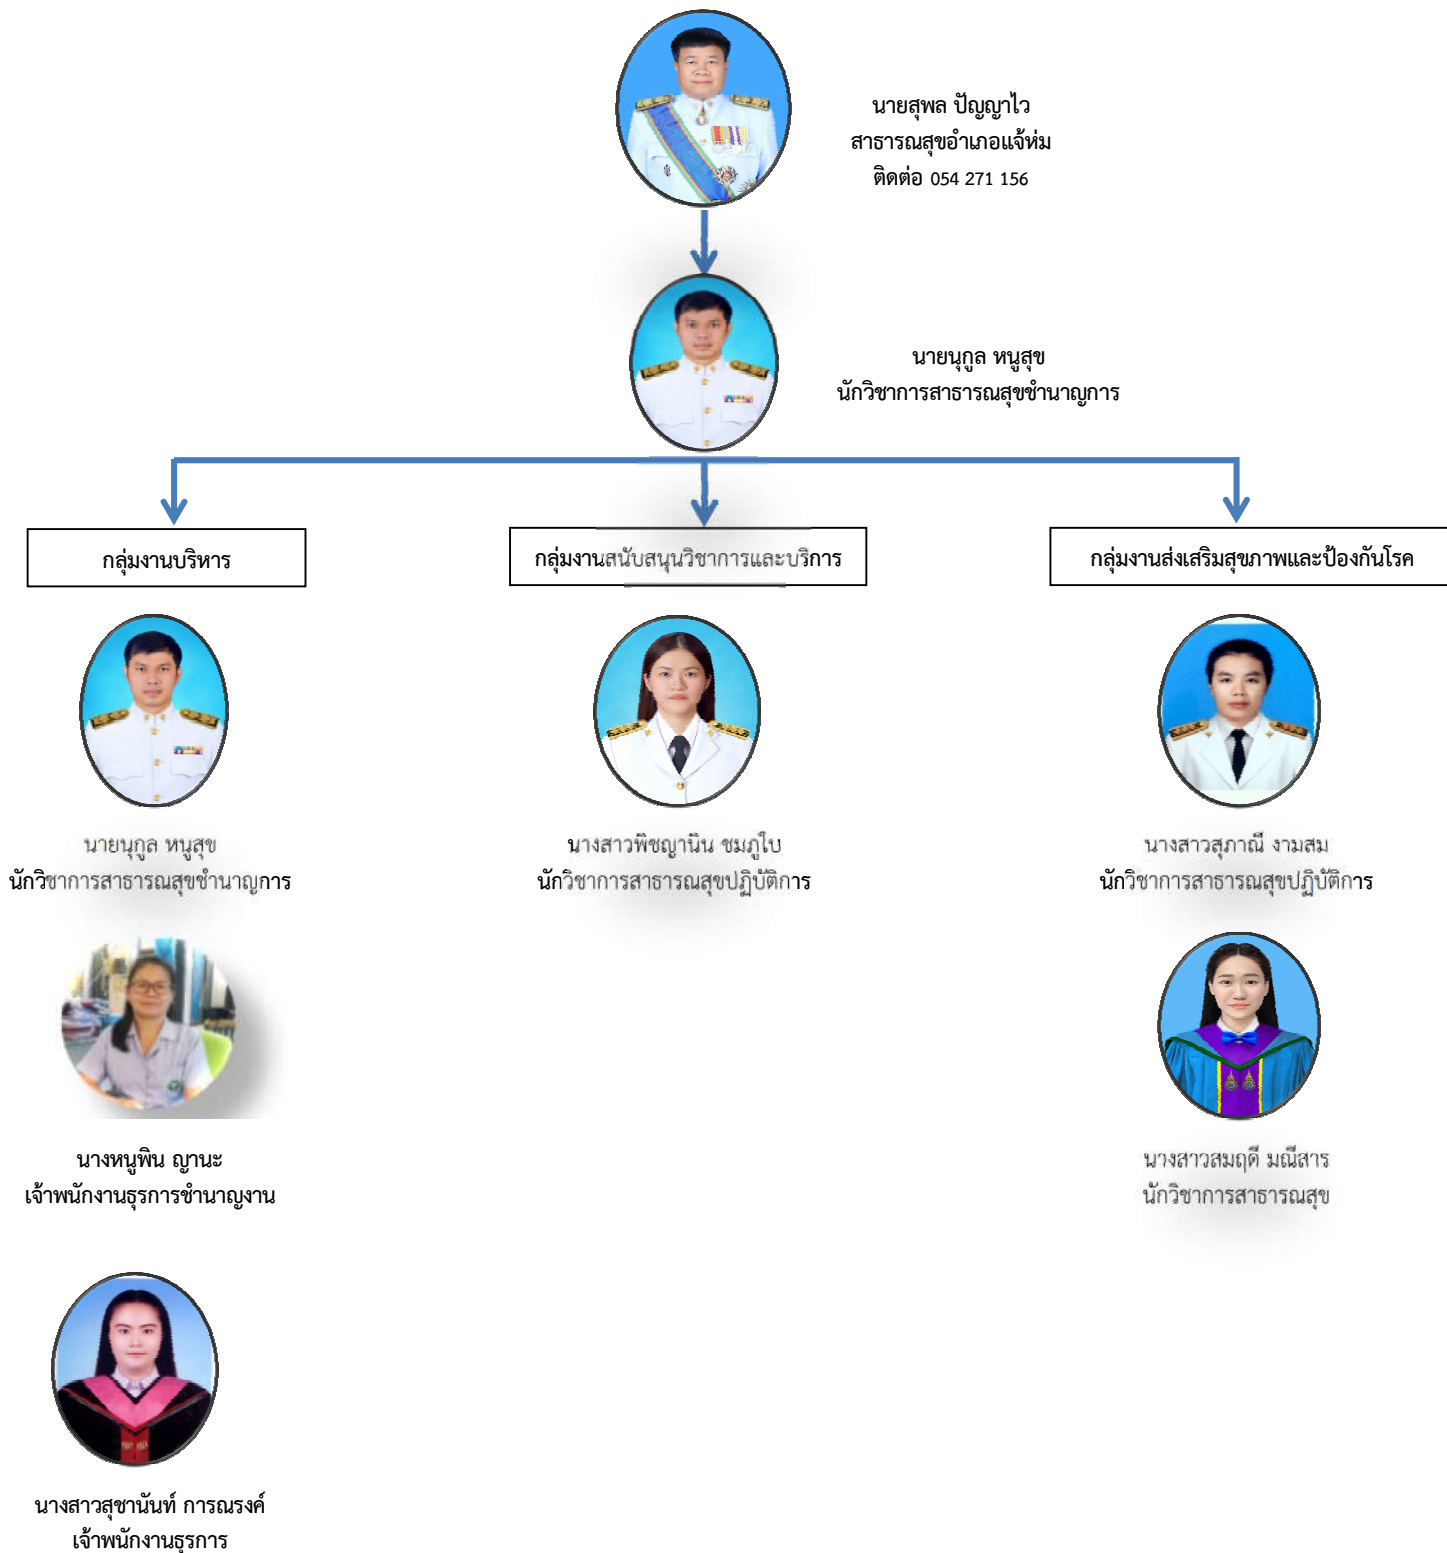 นายสุพล ปัญญาไว
สาธารณสุขอำเภอแจ้ห่ม
ติดต่อ 054 271 156
นายนุกูล หนูสุข
นักวิชาการสาธารณสุขชำนาญการ
กลุ่มงานบริหาร
กลุ่มงานสนับสนุนวิชาการและบริการ
กลุ่มงานส่งเสริมสุขภาพและป้องกันโรค
นายนุกูล หนูสุข
นักวิชาการสาธารณสุขชำนาญการ
นางสาวพิชญานิน ชมภูใบ
นักวิชาการสาธารณสุขปฏิบัติการ
นางสาวสุภาณี งามสม
นักวิชาการสาธารณสุขปฏิบัติการ
นางหนูพิน ญานะ
เจ้าพนักงานธุรการชำนาญงาน
นางสาวสมฤดี มณีสาร
นักวิชาการสาธารณสุข
นางสาวสุชานันท์ การณรงค์
เจ้าพนักงานธุรการ